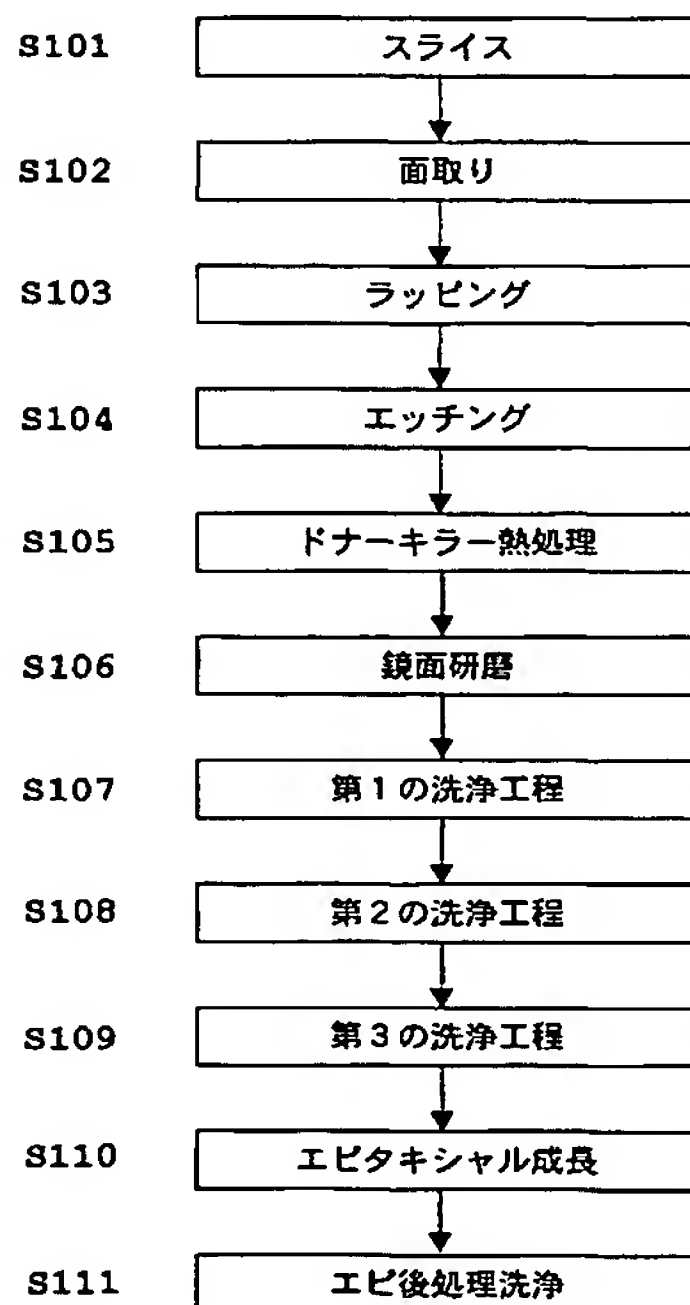 S101 スライス
S102 面取り
S103 ラッピング
S104 エッチング
S105 ドナーキラー熱処理
S106 鏡面研磨
S107 第1の洗浄工程
S108 第2の洗浄工程
S109 第3の洗浄工程
S110 エピタキシャル成長
S111 エピ後処理洗浄